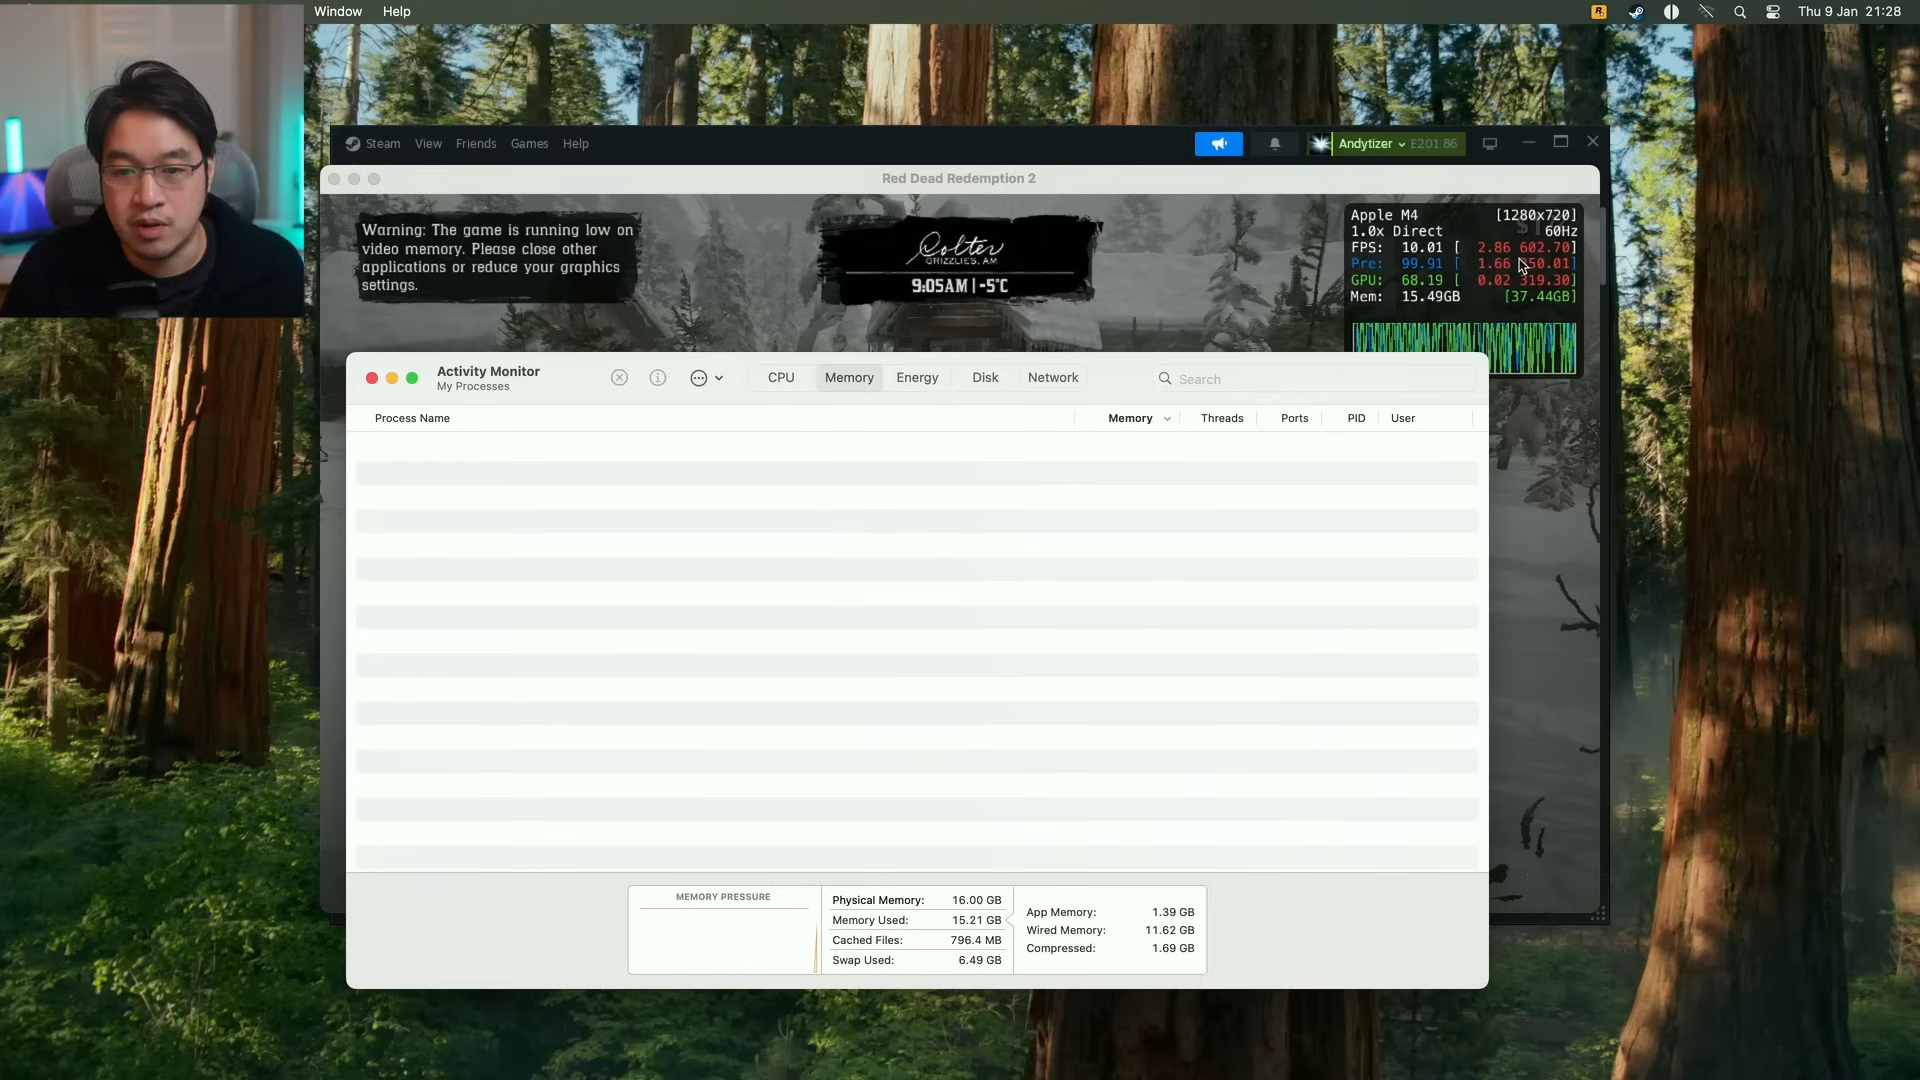 Window Help
Thu 9 Jan 21:28
Steam View Friends Games Help
Andytizer £201.86
Red Dead Redemption 2
Warning: The game is running low on
video memory. Please close other
applications or reduce your graphics
settings.
Colter
GRIZZLIES, AM
9:05AM | -5°C
Apple M4 [1280x720]
1.0x Direct 60Hz
FPS: 10.01 [ 2.86 602.70]
Pre: 99.91 [ 1.66 50.01]
GPU: 68.19 [ 0.02 319.30]
Mem: 15.49GB [37.44GB]
Activity Monitor
My Processes
CPU Memory Energy Disk Network
Search
Process Name Memory Threads Ports PID User
MEMORY PRESSURE
Physical Memory: 16.00 GB
Memory Used: 15.21 GB
Cached Files: 796.4 MB
Swap Used: 6.49 GB
App Memory: 1.39 GB
Wired Memory: 11.62 GB
Compressed: 1.69 GB